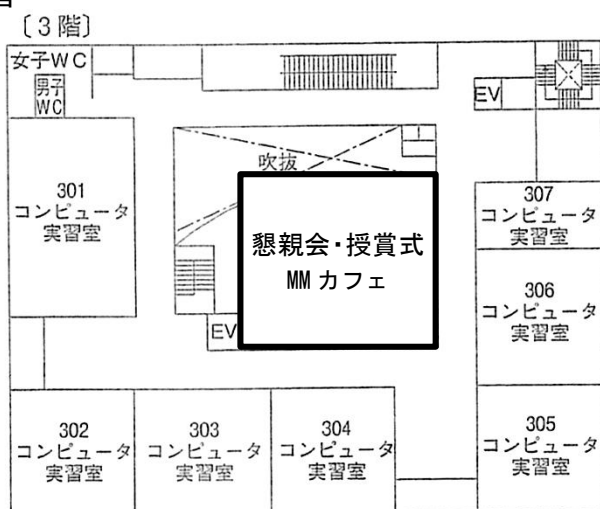 〔３階〕
女子ＷＣ
男子
WC
EV
吹抜
301
コンピュータ
実習室
307
コンピュータ
実習室
懇親会・授賞式
MM カフェ
306
コンピュータ
実習室
EV
302
コンピュータ
実習室
303
コンピュータ
実習室
304
コンピュータ
実習室
305
コンピュータ
実習室